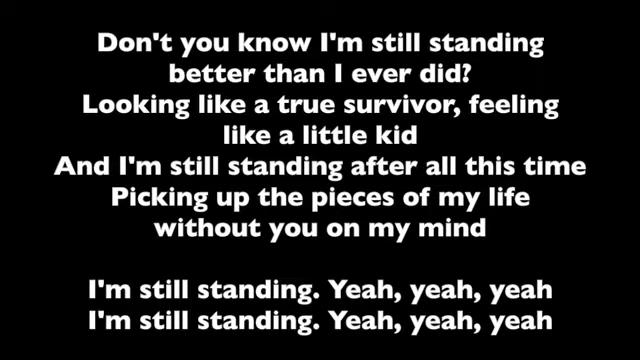 Don't you know I'm still standing
better than I ever did?
Looking like a true survivor, feeling
like a little kid
And I'm still standing after all this time
Picking up the pieces of my life
without you on my mind
I'm still standing. Yeah, yeah, yeah
I'm still standing. Yeah, yeah, yeah